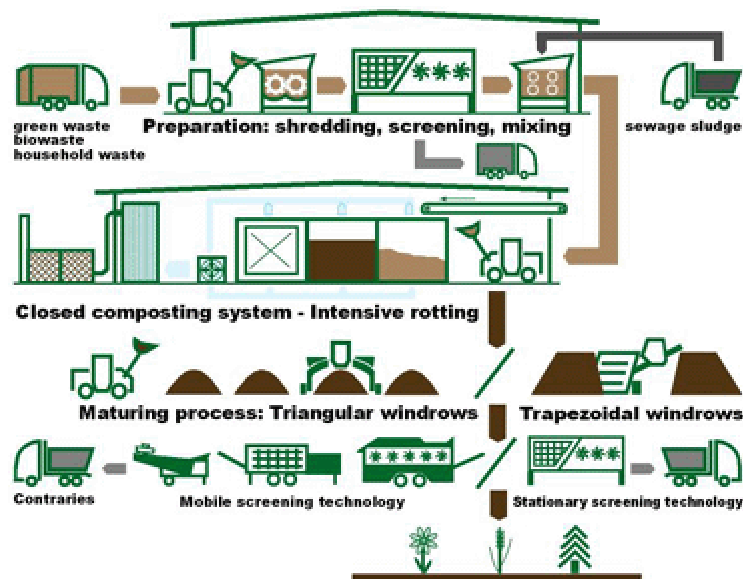 green waste
biowaste
household waste
Preparation: shredding, screening, mixing
sewage sludge
Closed composting system - Intensive rotting
Maturing process: Triangular windrows
Trapezoidal windrows
Contraries
Mobile screening technology
Stationary screening technology